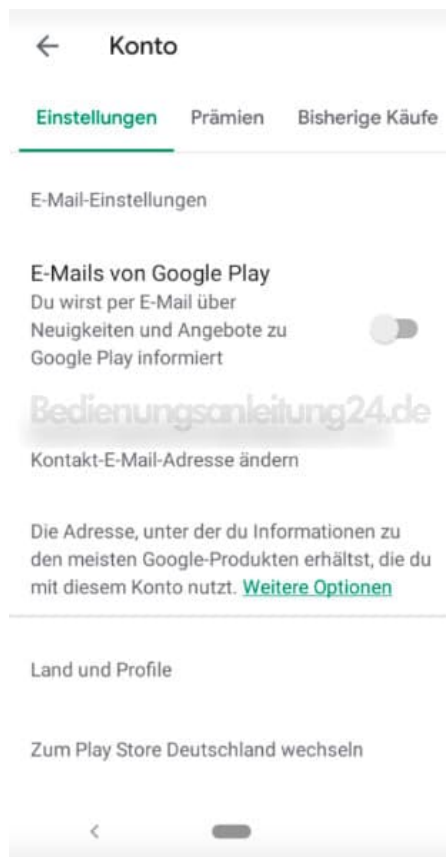 Konto
Einstellungen Prämien Bisherige Käufe
E-Mail-Einstellungen
E-Mails von Google Play
Du wirst per E-Mail über
Neuigkeiten und Angebote zu
Google Play informiert
Bedienungsanleitung24.de
Kontakt-E-Mail-Adresse ändern
Die Adresse, unter der du Informationen zu
den meisten Google-Produkten erhältst, die du
mit diesem Konto nutzt. Weitere Optionen
Land und Profile
Zum Play Store Deutschland wechseln